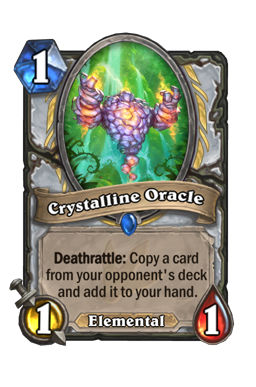 1
Crystalline Oracle
Deathrattle: Copy a card
from your opponent's deck
and add it to your hand.
1
Elemental
1